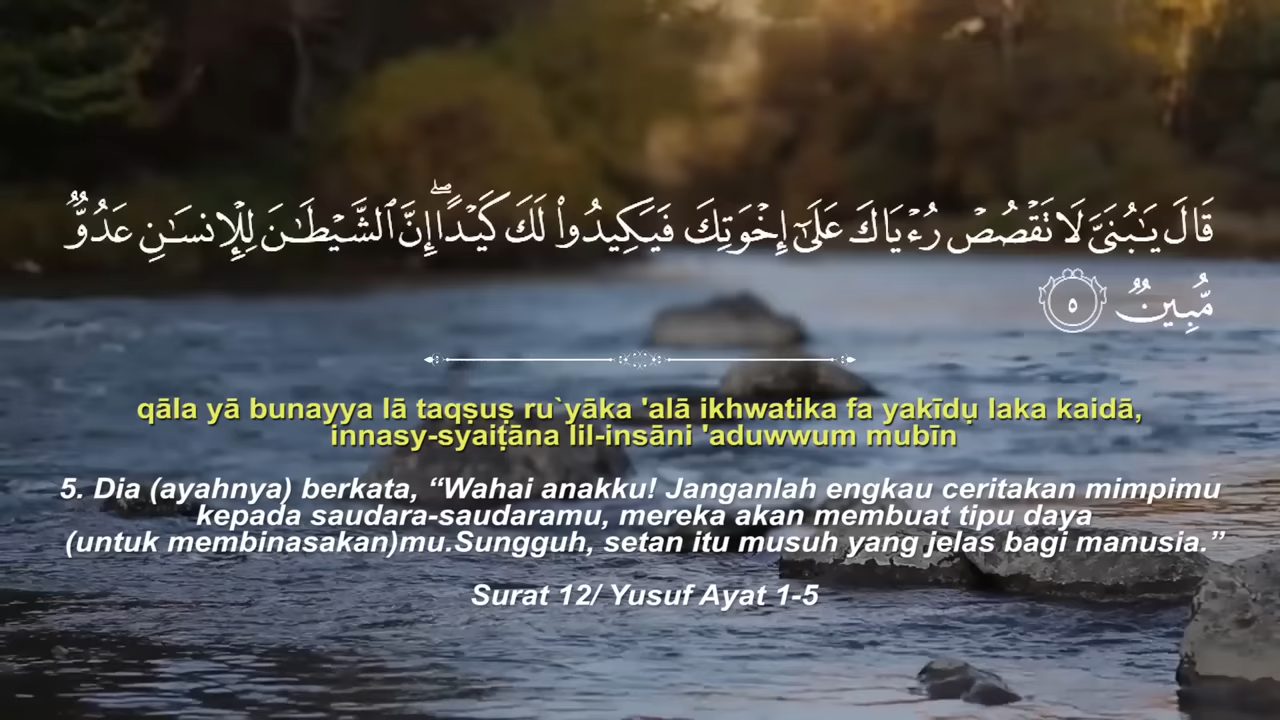 قَالَ يَـٰبُنَىَّ لَا تَقْصُصْ رُءْيَاكَ عَلَىٰٓ إِخْوَتِكَ فَيَكِيدُوا۟ لَكَ كَيْدًا ۖ إِنَّ ٱلشَّيْطَـٰنَ لِلْإِنسَـٰنِ عَدُوٌّ
مُّبِينٌ ٥
qāla yā bunayya lā taqṣuṣ ru`yāka 'alā ikhwatika fa yakīdụ laka kaidā,
innasy-syaiṭāna lil-insāni 'aduwwum mubīn
5. Dia (ayahnya) berkata, “Wahai anakku! Janganlah engkau ceritakan mimpimu
kepada saudara-saudaramu, mereka akan membuat tipu daya
(untuk membinasakan)mu.Sungguh, setan itu musuh yang jelas bagi manusia.”
Surat 12/ Yusuf Ayat 1-5